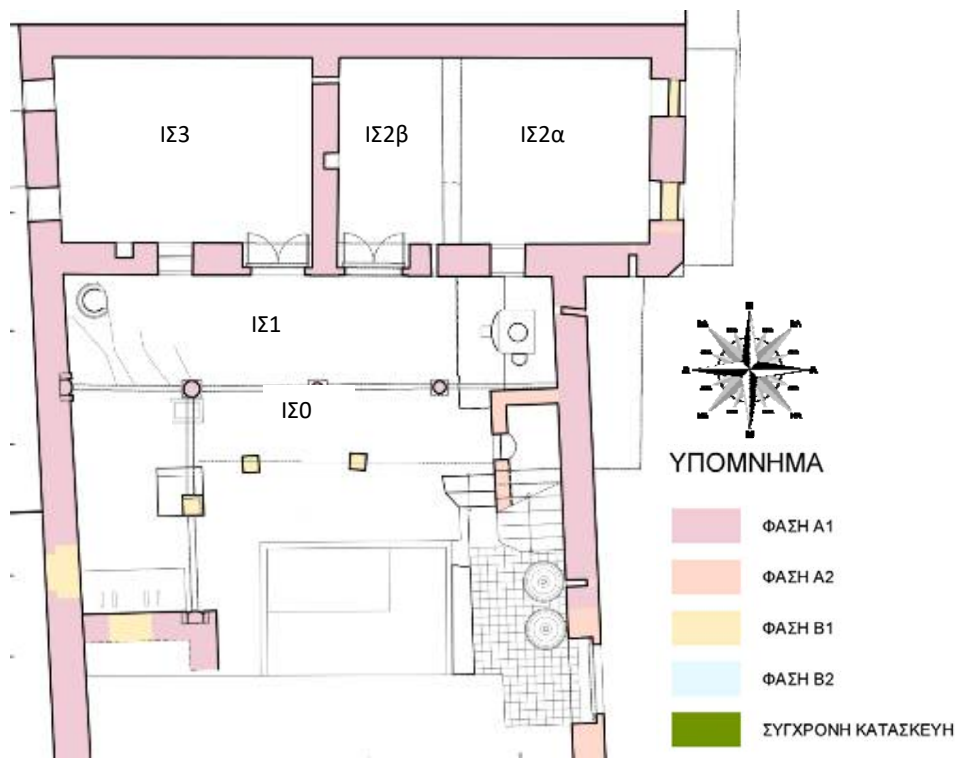 ΙΣ3
ΙΣ2β
ΙΣ2α
ΙΣ1
ΙΣ0
ΥΠΟΜΝΗΜΑ
ΦΑΣΗ Α1
ΦΑΣΗ Α2
ΦΑΣΗ Β1
ΦΑΣΗ Β2
ΣΥΓΧΡΟΝΗ ΚΑΤΑΣΚΕΥΗ